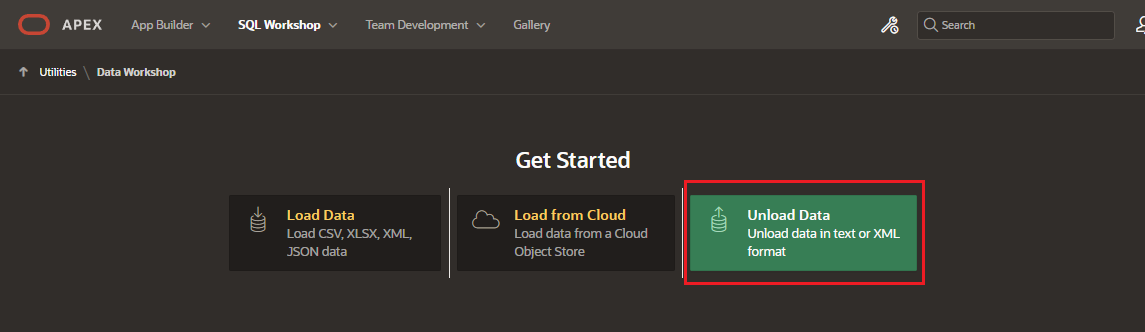 APEX App Builder SQL Workshop Team Development Gallery Search
Utilities \ Data Workshop
Get Started
Load Data
Load CSV, XLSX, XML,
JSON data
Load from Cloud
Load data from a Cloud
Object Store
Unload Data
Unload data in text or XML
format